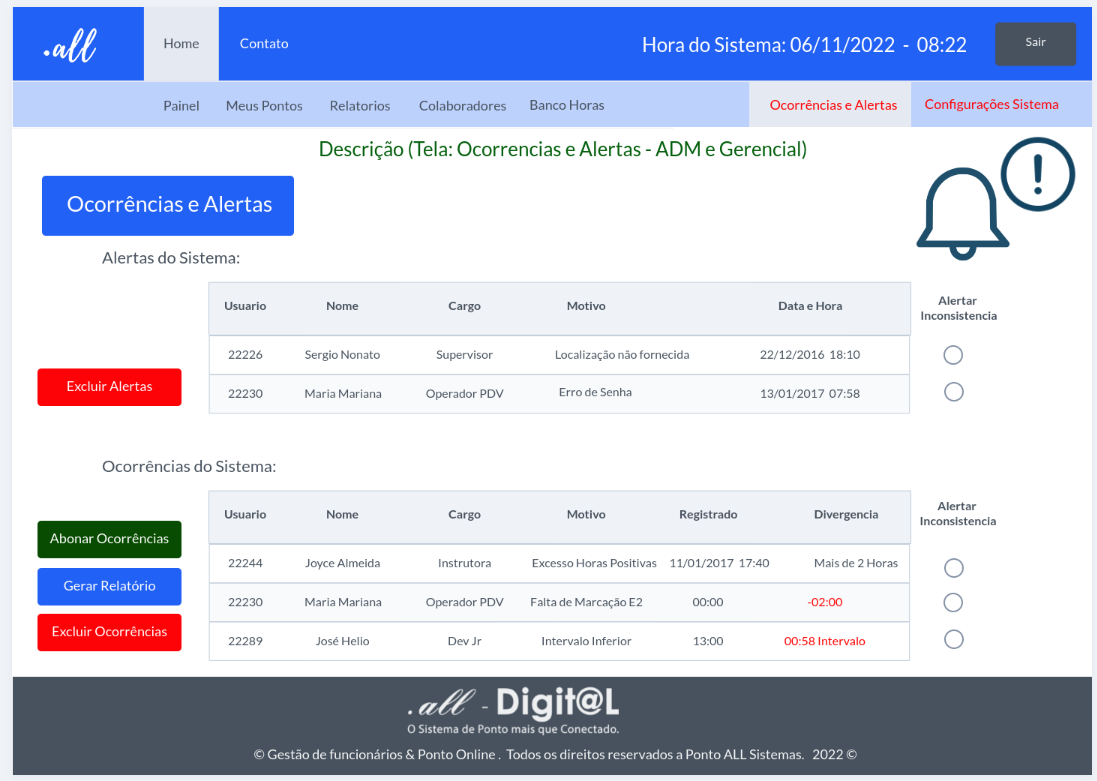 .all Home Contato Hora do Sistema: 06/11/2022 - 08:22 Sair
Painel Meus Pontos Relatorios Colaboradores Banco Horas Ocorrências e Alertas Configurações Sistema
Descrição (Tela: Ocorrencias e Alertas - ADM e Gerencial)
Ocorrências e Alertas
Alertas do Sistema:
Usuario Nome Cargo Motivo Data e Hora Alertar
Inconsistencia
22226 Sergio Nonato Supervisor Localização não fornecida 22/12/2016 18:10
Excluir Alertas
22230 Maria Mariana Operador PDV Erro de Senha 13/01/2017 07:58
Ocorrências do Sistema:
Usuario Nome Cargo Motivo Registrado Divergencia Alertar
Inconsistencia
Abonar Ocorrências
22244 Joyce Almeida Instrutora Excesso Horas Positivas 11/01/2017 17:40 Mais de 2 Horas
Gerar Relatório
22230 Maria Mariana Operador PDV Falta de Marcação E2 00:00 -02:00
Excluir Ocorrências
22289 José Helio Dev Jr Intervalo Inferior 13:00 00:58 Intervalo
.all - Digit@L
O Sistema de Ponto mais que Conectado.
© Gestão de funcionários & Ponto Online . Todos os direitos reservados a Ponto ALL Sistemas. 2022 ©